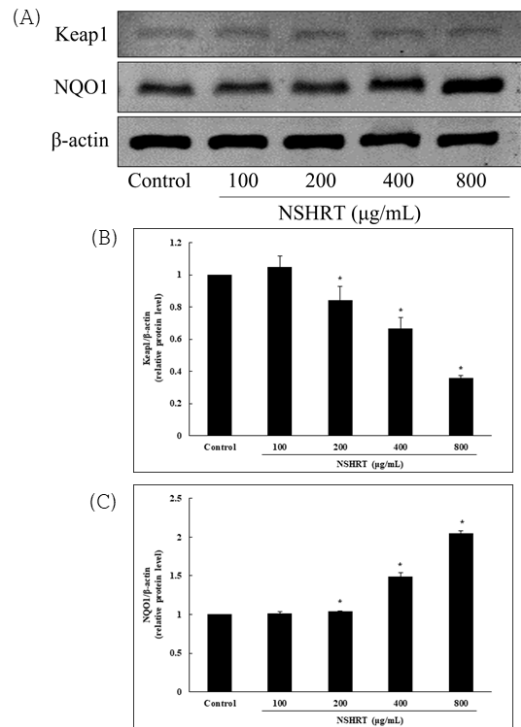 (A)
Keap1
NQO1
β-actin
Control 100 200 400 800
NSHRT (μg/mL)
(B)
Keap1/β-actin
(relative protein level)
1.2
1
0.8
0.6
0.4
0.2
0
*
*
*
Control 100 200 400 800
NSHRT (μg/mL)
(C)
NQO1/β-actin
(relative protein level)
2.5
2
1.5
1
0.5
0
*
*
*
Control 100 200 400 800
NSHRT (μg/mL)